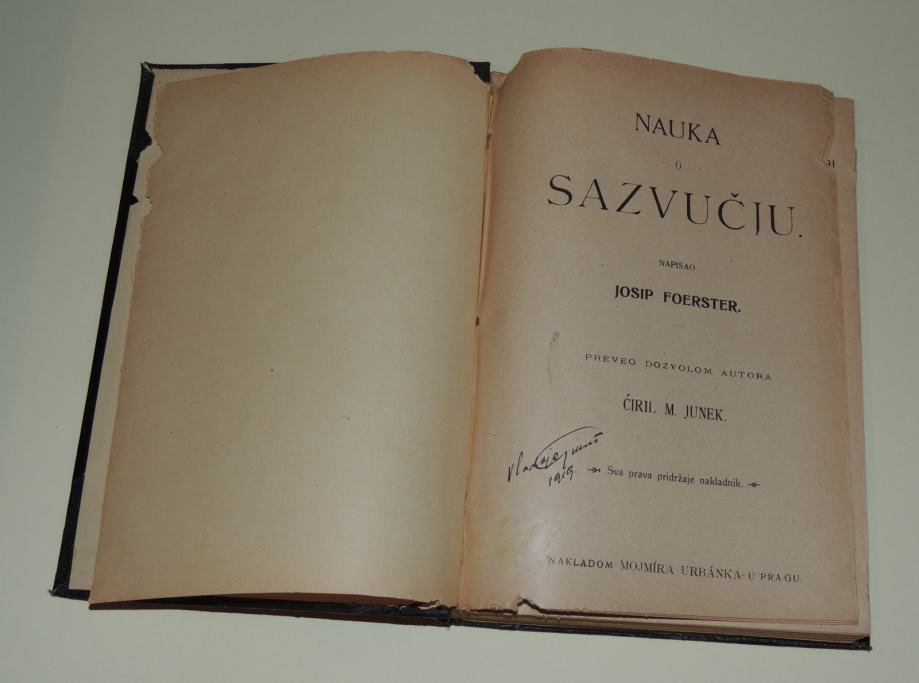 NAUKA
O
SAZVUČJU.
NAPISAO
JOSIP FOERSTER.
PREVEO DOZVOLOM AUTORA
ĆIRIL M. JUNEK.
1919.
Sva prava pridržaje nakladnik.
NAKLADOM MOJMÍRA URBÁNKA U PRAGU.